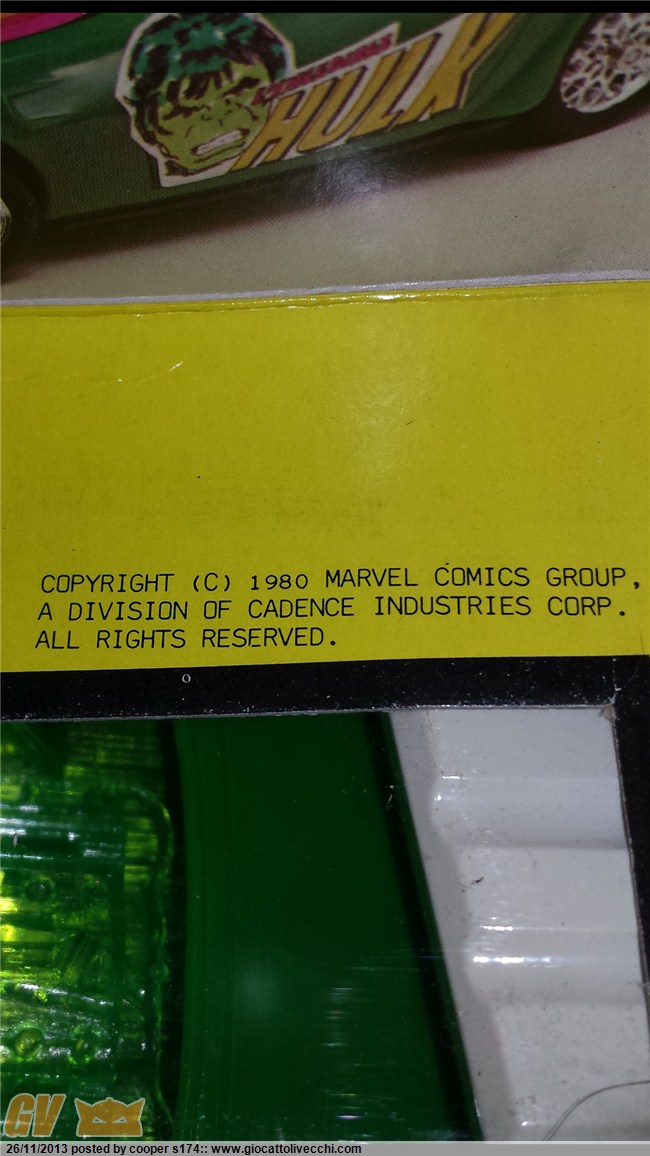 L'INCREDIBILE
HULK
COPYRIGHT (C) 1980 MARVEL COMICS GROUP,
A DIVISION OF CADENCE INDUSTRIES CORP.
ALL RIGHTS RESERVED.
GV
26/11/2013 posted by cooper s174:: www.giocattolivecchi.com